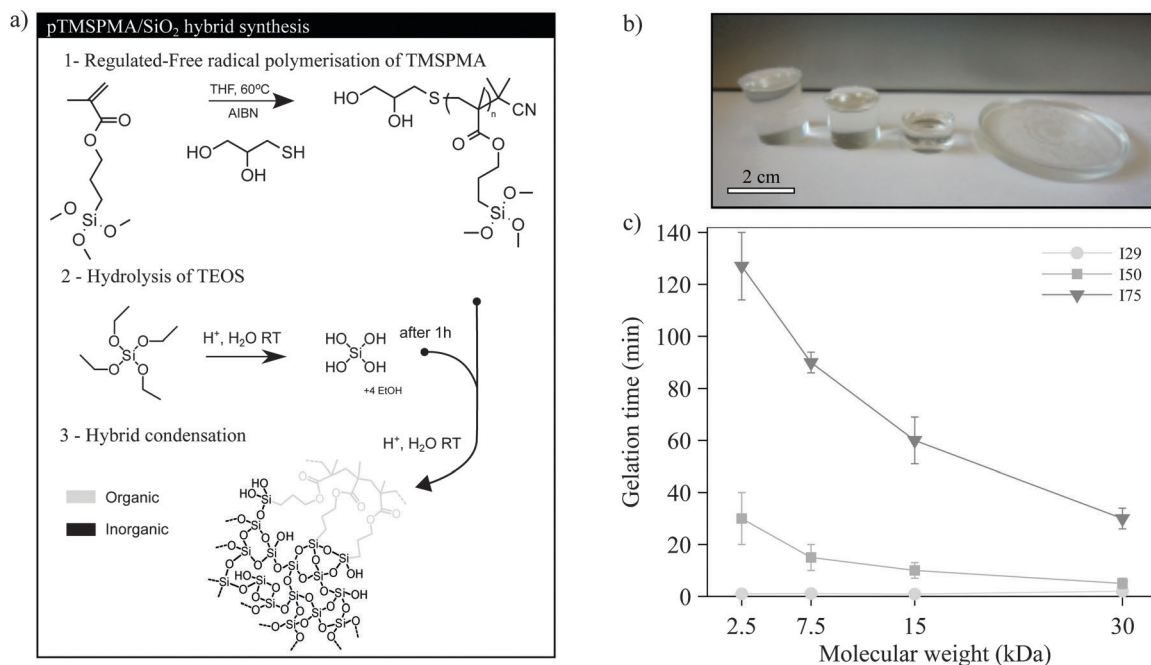 a)
pTMSPMA/SiO2 hybrid synthesis
1- Regulated-Free radical polymerisation of TMSPMA
O
O
Si
O
O
O
THF, 60ºC
AIBN
HO
SH
OH
HO
S
OH
n
CN
O
O
Si
O
O
O
2 - Hydrolysis of TEOS
O
O
Si
O
O
H+, H2O RT
HO OH
Si
HO OH
+4 EtOH
after 1h
3 - Hybrid condensation
H+, H2O RT
Organic
Inorganic
b)
2 cm
c)
Gelation time (min)
140
120
100
80
60
40
20
0
I29
I50
I75
2.5
7.5
15
30
Molecular weight (kDa)